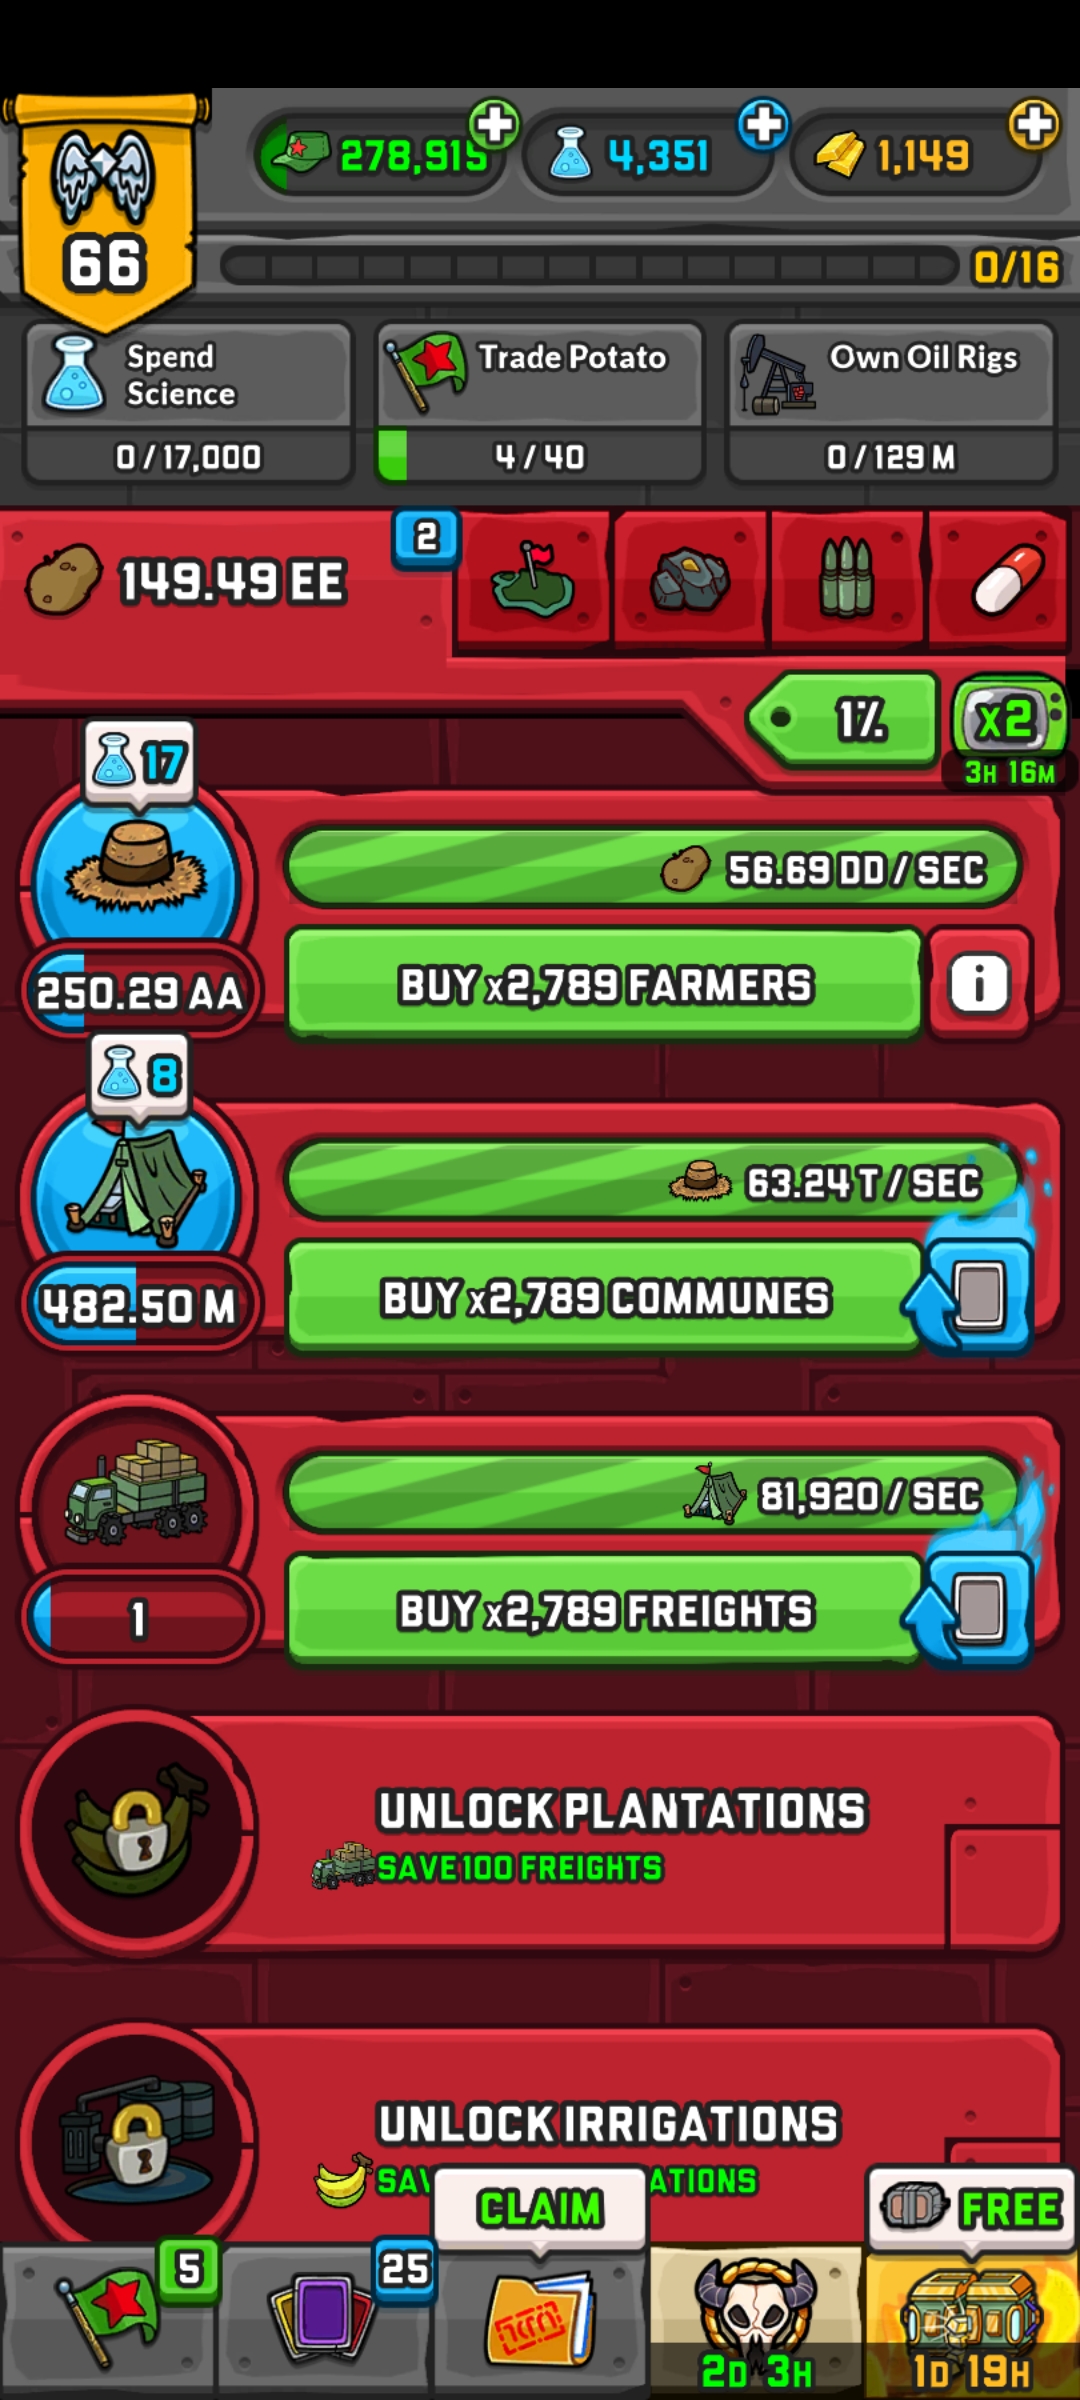 278,915
4,351
1,149
66
0/16
Spend
Science
0 / 17,000
Trade Potato
4 / 40
Own Oil Rigs
0 / 129 M
149.49 EE
2
1%
x2
3H 16M
17
56.69 DD / SEC
250.29 AA
BUY x2,789 FARMERS
i
8
63.24 T / SEC
482.50 M
BUY x2,789 COMMUNES
81,920 / SEC
1
BUY x2,789 FREIGHTS
UNLOCK PLANTATIONS
SAVE 100 FREIGHTS
UNLOCK IRRIGATIONS
CLAIM
FREE
5
25
2D 3H
1D 19H